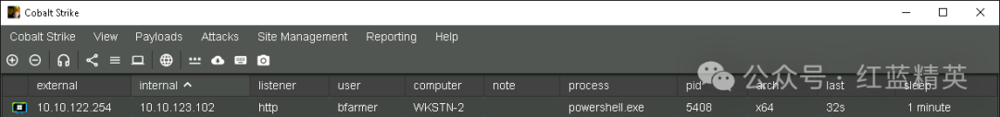 Cobalt Strike
Cobalt Strike View Payloads Attacks Site Management Reporting Help
公众号 · 红蓝精英
external internal listener user computer note process pid arch last sleep
10.10.122.254 10.10.123.102 http bfarmer WKSTN-2 powershell.exe 5408 x64 32s 1 minute